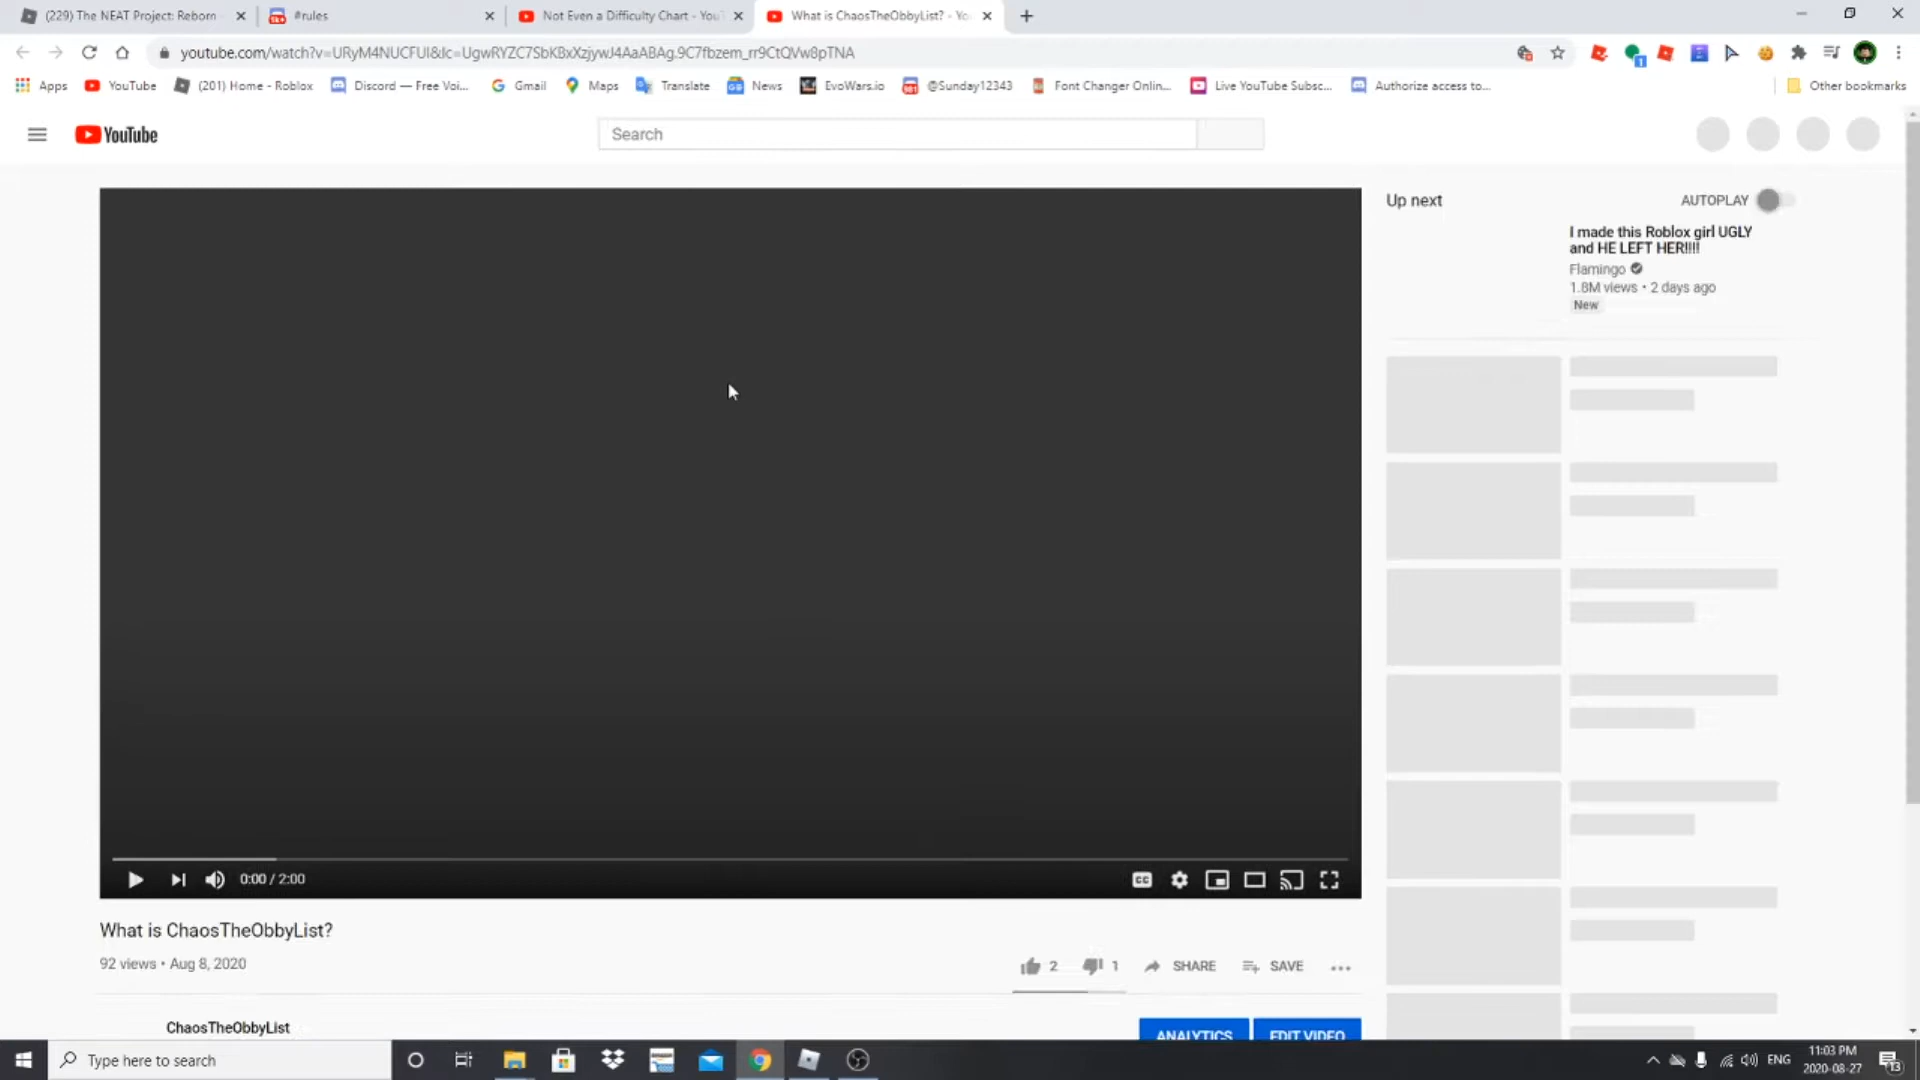 (229) The NEAT Project: Reborn
#rules
Not Even a Difficulty Chart - You
What is ChaosTheObbyList? - Yo
youtube.com/watch?v=URyM4NUCFUI&lc=UgwRYZC7SbKBxXzjywJ4AaABAg.9C7fbzem_rr9CtQVw8pTNA
Apps
YouTube
(201) Home - Roblox
Discord — Free Voi...
Gmail
Maps
Translate
News
EvoWars.io
@Sunday12343
Font Changer Onlin...
Live YouTube Subsc...
Authorize access to...
Other bookmarks
YouTube
Search
Up next
AUTOPLAY
I made this Roblox girl UGLY
and HE LEFT HER!!!!
Flamingo
1.8M views • 2 days ago
New
CC
0:00 / 2:00
What is ChaosTheObbyList?
92 views • Aug 8, 2020
2
1
SHARE
SAVE
ChaosTheObbyList
ANALYTICS
EDIT VIDEO
Type here to search
ENG
11:03 PM
2020-08-27
13